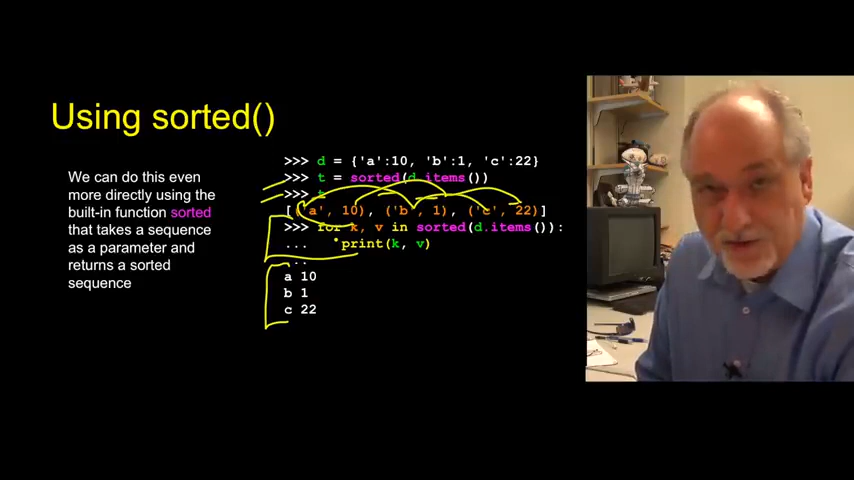 Using sorted()
We can do this even
more directly using the
built-in function sorted
that takes a sequence
as a parameter and
returns a sorted
sequence
>>> d = {'a':10, 'b':1, 'c':22}
>>> t = sorted(d.items())
>>> t
[('a', 10), ('b', 1), ('c', 22)]
>>> for k, v in sorted(d.items()):
... print(k, v)
...
a 10
b 1
c 22